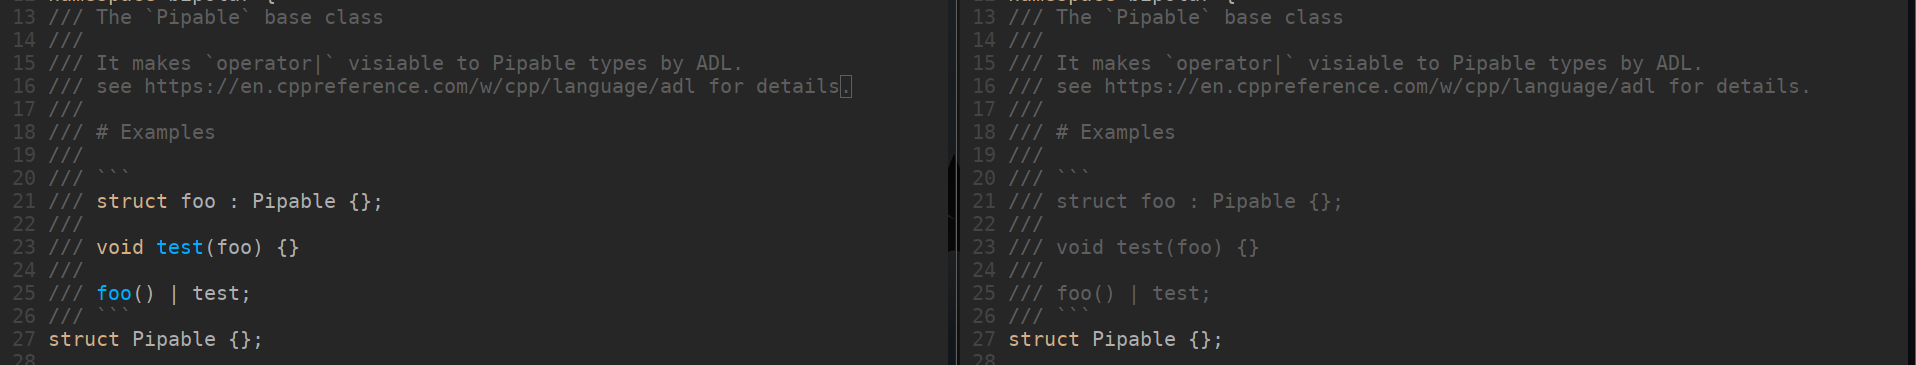 13 /// The `Pipable` base class
14 ///
15 /// It makes `operator|` visiable to Pipable types by ADL.
16 /// see https://en.cppreference.com/w/cpp/language/adl for details.
17 ///
18 /// # Examples
19 ///
20 /// ```
21 /// struct foo : Pipable {};
22 ///
23 /// void test(foo) {}
24 ///
25 /// foo() | test;
26 /// ```
27 struct Pipable {};
28
13 /// The `Pipable` base class
14 ///
15 /// It makes `operator|` visiable to Pipable types by ADL.
16 /// see https://en.cppreference.com/w/cpp/language/adl for details.
17 ///
18 /// # Examples
19 ///
20 /// ```
21 /// struct foo : Pipable {};
22 ///
23 /// void test(foo) {}
24 ///
25 /// foo() | test;
26 /// ```
27 struct Pipable {};
28